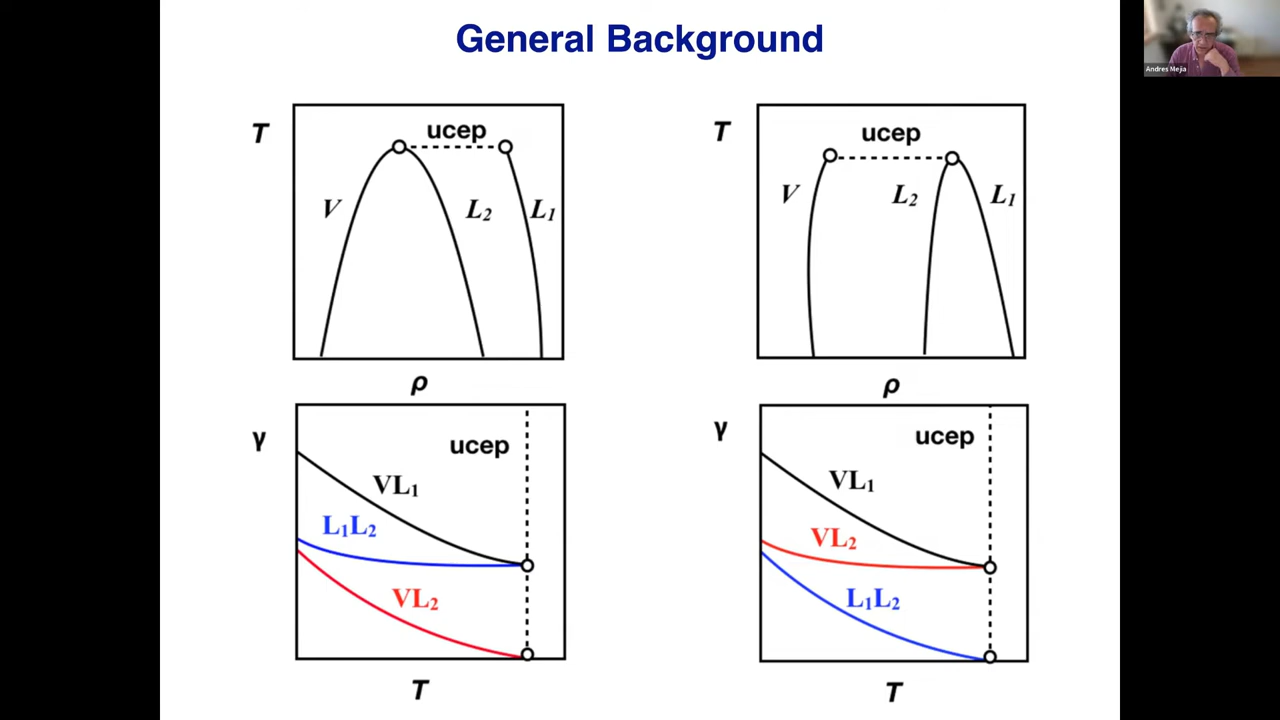 General Background
Andres Mejia
T
ucep
V
L₂
L₁
ρ
T
ucep
V
L₂
L₁
ρ
γ
ucep
VL₁
L₁L₂
VL₂
T
γ
ucep
VL₁
VL₂
L₁L₂
T